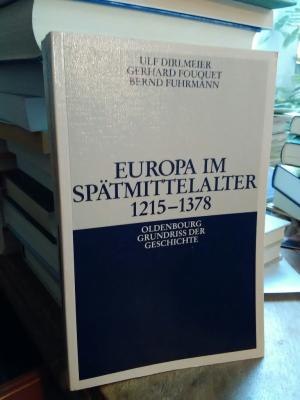 ULF DIRLMEIER
GERHARD FOUQUET
BERND FUHRMANN
EUROPA IM
SPÄTMITTELALTER
1215–1378
OLDENBOURG
GRUNDRISS DER
GESCHICHTE